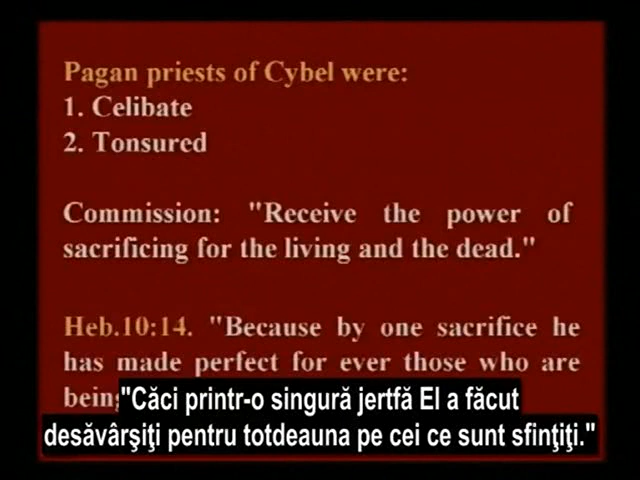 Pagan priests of Cybel were:
1. Celibate
2. Tonsured
Commission: "Receive the power of
sacrificing for the living and the dead."
Heb.10:14. "Because by one sacrifice he
has made perfect for ever those who are
being
"Căci printr-o singură jertfă El a făcut
desăvârşiţi pentru totdeauna pe cei ce sunt sfinţiţi."